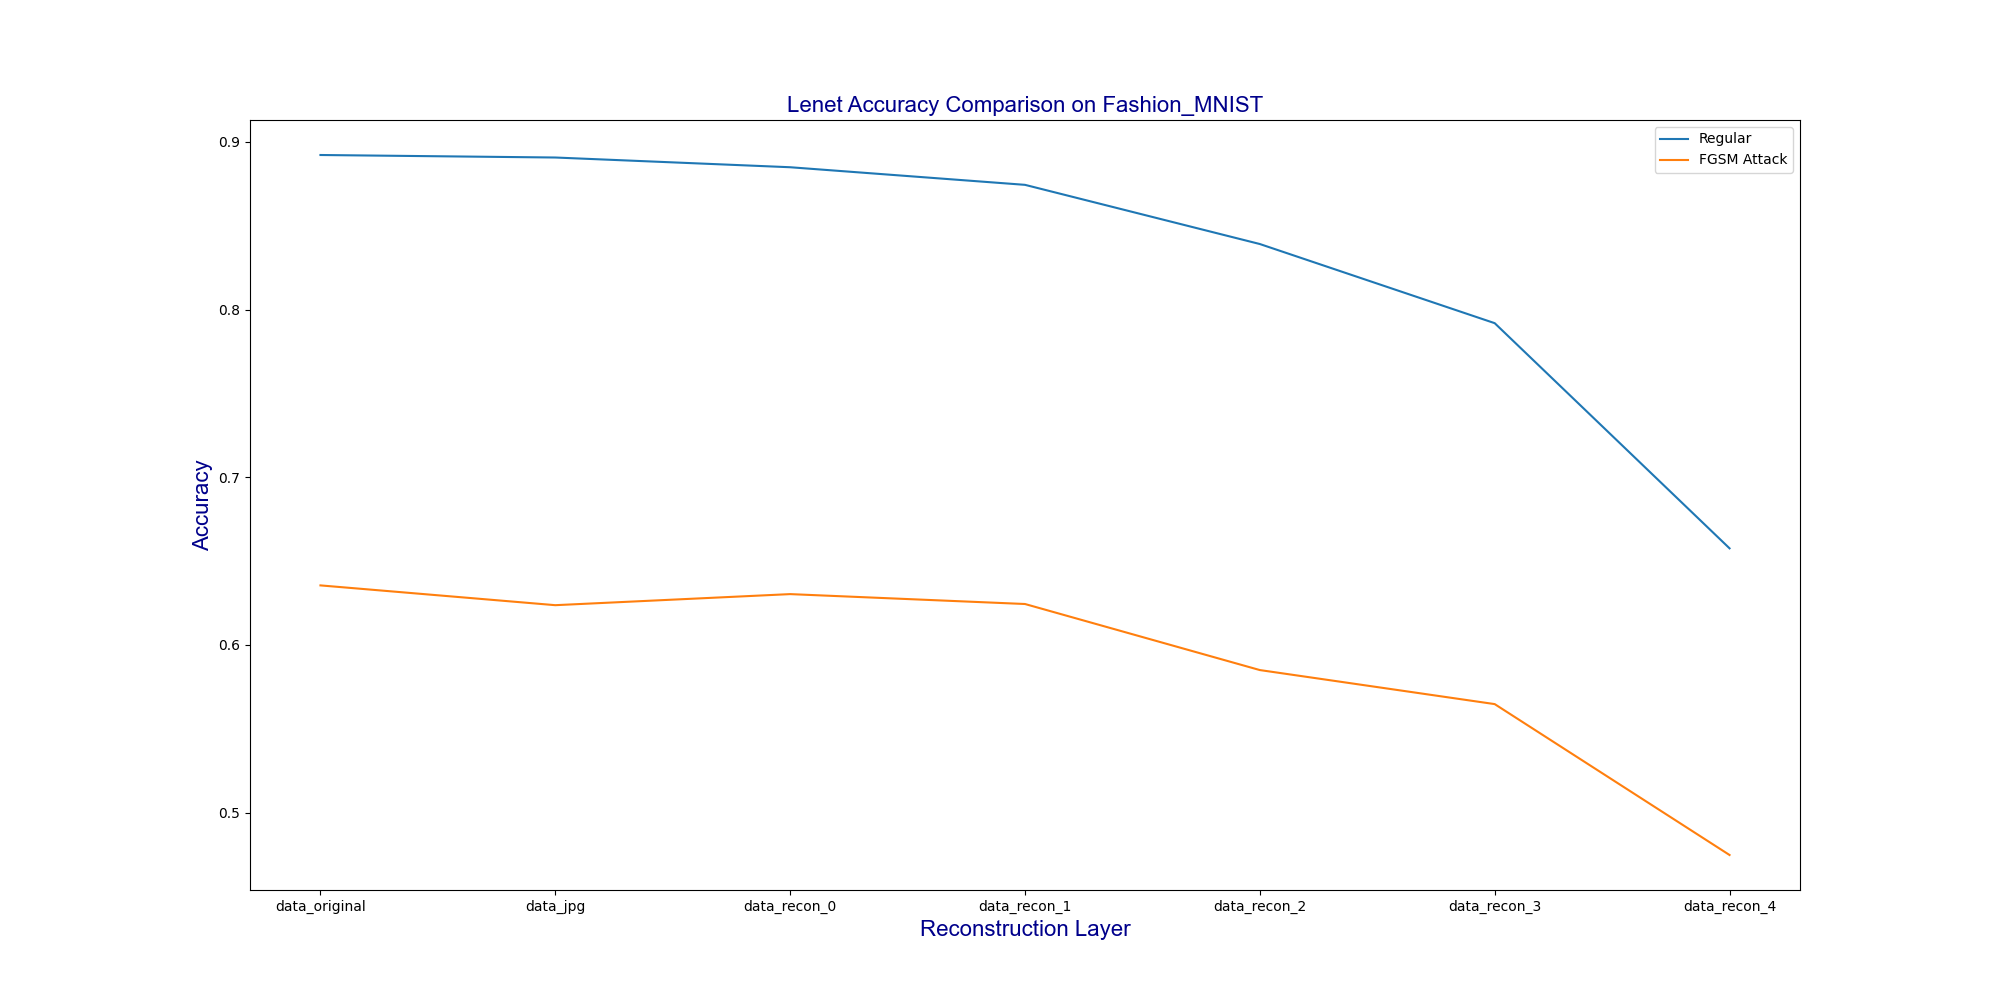 Lenet Accuracy Comparison on Fashion_MNIST
Regular
FGSM Attack
Accuracy
0.9
0.8
0.7
0.6
0.5
data_original data_jpg data_recon_0 data_recon_1 data_recon_2 data_recon_3 data_recon_4
Reconstruction Layer